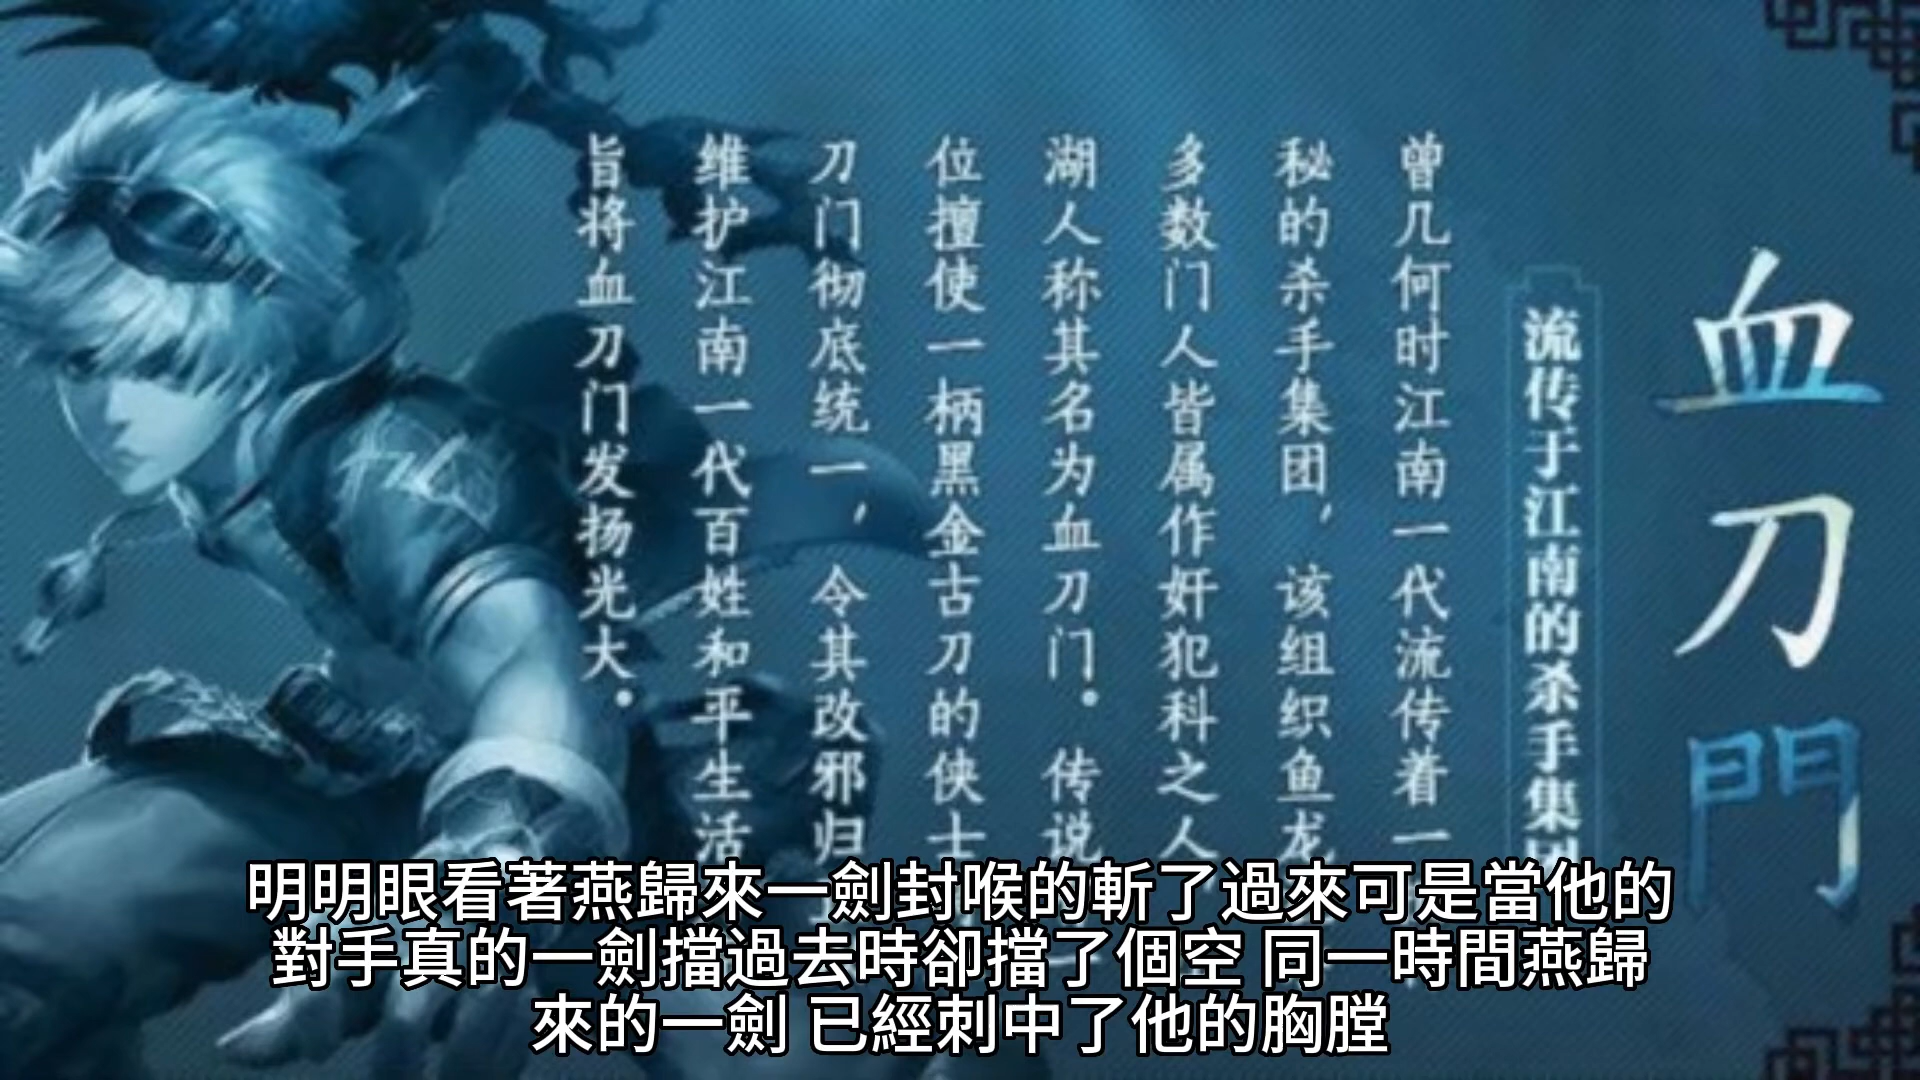 血刀門
流传于江南的杀手集团
曾几何时江南一代流传着一
秘的杀手集团，该组织鱼龙
多数门人皆属作奸犯科之人
湖人称其名为血刀门。传说
位擅使一柄黑金古刀的侠士
刀门彻底统一，令其改邪归
维护江南一代百姓和平生活
旨将血刀门发扬光大。
明明眼看著燕歸來一劍封喉的斬了過來可是當他的
對手真的一劍擋過去時卻擋了個空 同一時間燕歸
來的一劍 已經刺中了他的胸膛